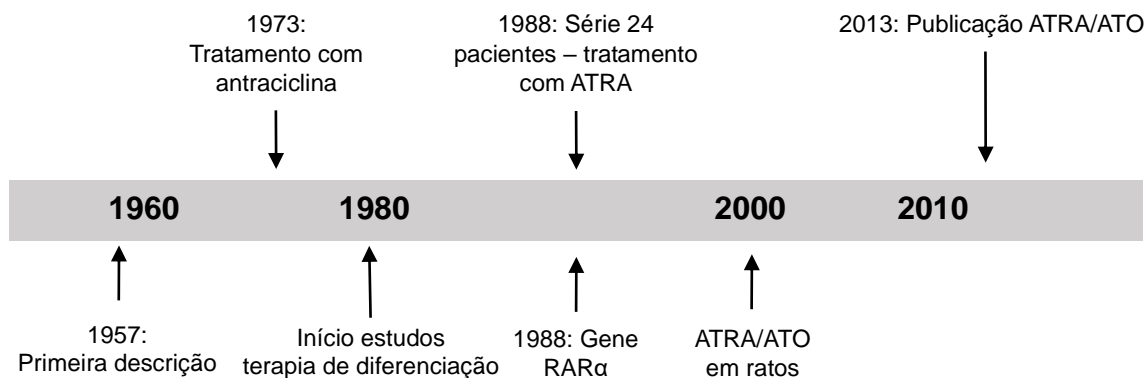 1973:
Tratamento com
antraciclina
1988: Série 24
pacientes – tratamento
com ATRA
2013: Publicação ATRA/ATO
1960
1980
2000
2010
1957:
Primeira descrição
Início estudos
terapia de diferenciação
1988: Gene
RARα
ATRA/ATO
em ratos